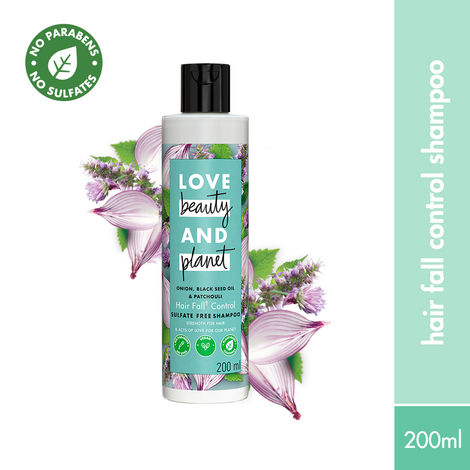 NO PARABENS
NO SULFATES
LOVE
beauty
AND
planet
ONION, BLACK SEED OIL
& PATCHOULI
Hair Fall† Control
SULFATE FREE SHAMPOO
STRENGTH FOR HAIR
& ACTS OF LOVE FOR OUR PLANET
200 ml
hair fall control shampoo
200ml